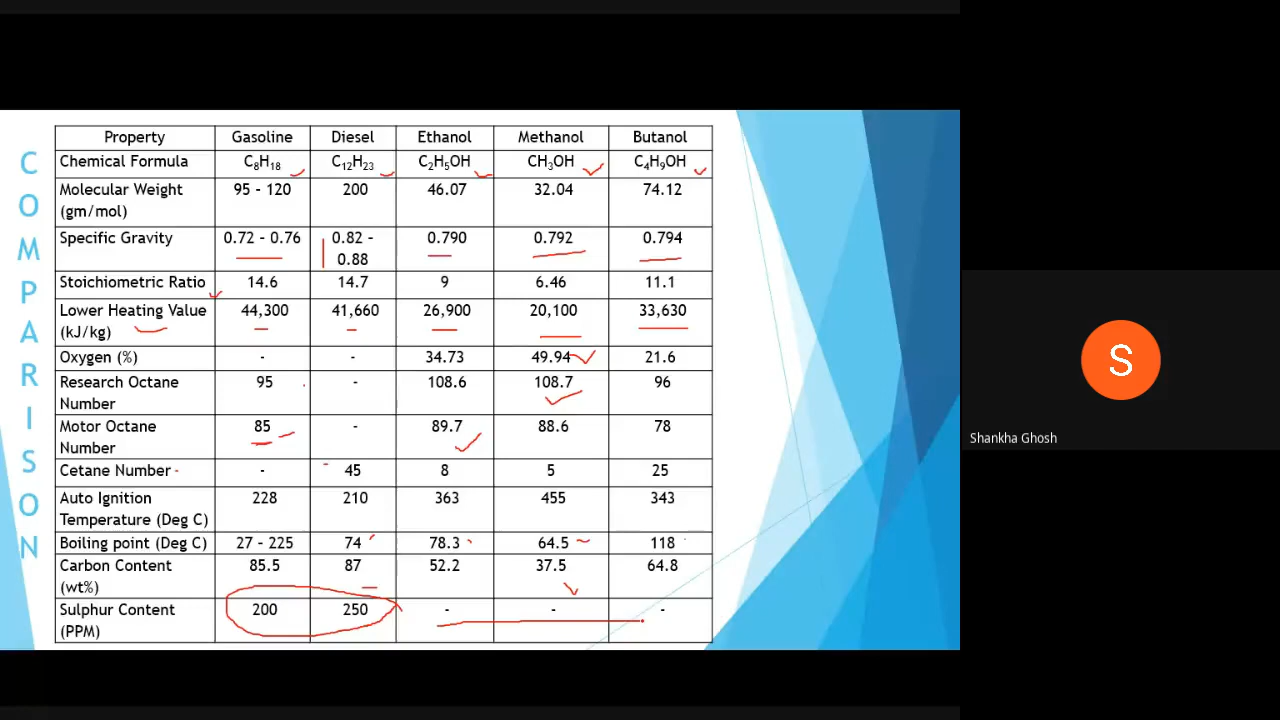 COMPARISON
Property Gasoline Diesel Ethanol Methanol Butanol
Chemical Formula C₈H₁₈ C₁₂H₂₃ C₂H₅OH CH₃OH C₄H₉OH
Molecular Weight 95 - 120 200 46.07 32.04 74.12
(gm/mol)
Specific Gravity 0.72 - 0.76 0.82 - 0.790 0.792 0.794
0.88
Stoichiometric Ratio 14.6 14.7 9 6.46 11.1
Lower Heating Value 44,300 41,660 26,900 20,100 33,630
(kJ/kg)
Oxygen (%) - - 34.73 49.94 21.6
Research Octane 95 - 108.6 108.7 96
Number
Motor Octane 85 - 89.7 88.6 78
Number
Cetane Number - 45 8 5 25
Auto Ignition 228 210 363 455 343
Temperature (Deg C)
Boiling point (Deg C) 27 - 225 74 78.3 64.5 118
Carbon Content 85.5 87 52.2 37.5 64.8
(wt%)
Sulphur Content 200 250 - - -
(PPM)
S
Shankha Ghosh